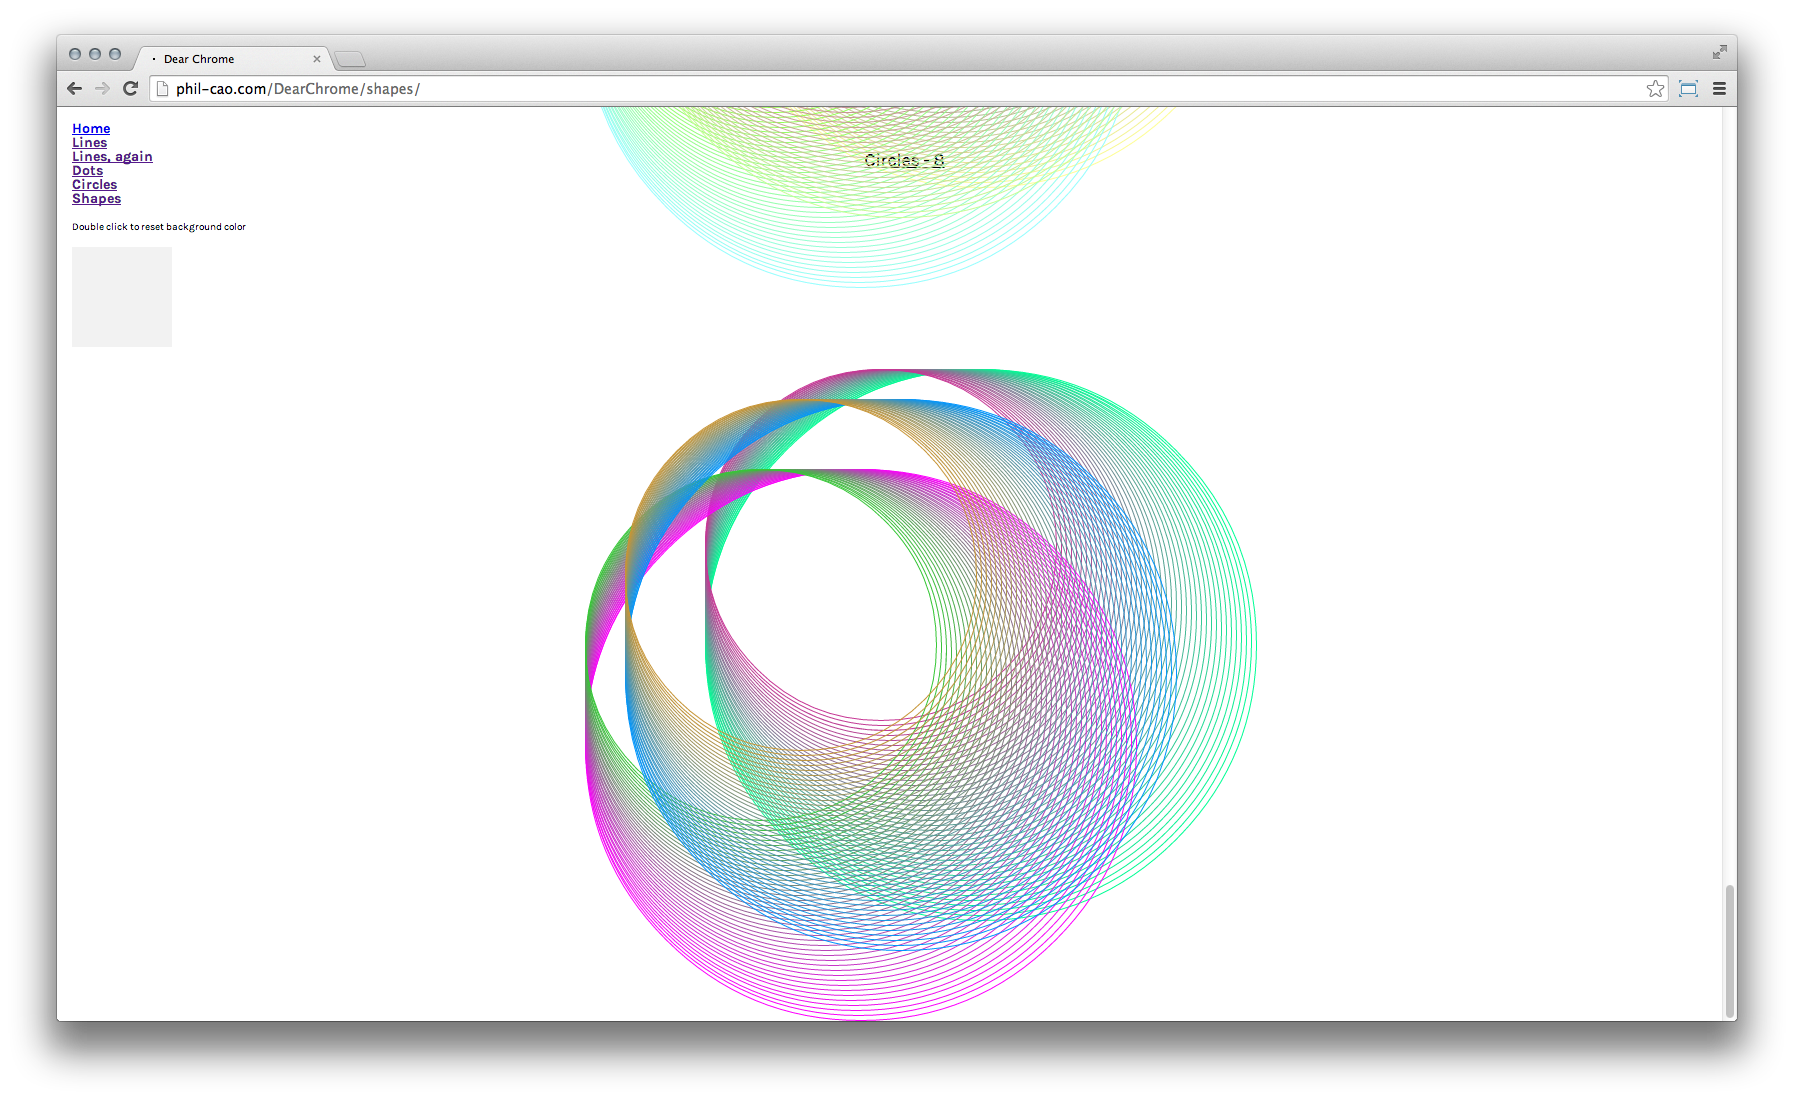 Dear Chrome
phil-cao.com/DearChrome/shapes/
Home
Lines
Lines, again
Dots
Circles
Shapes
Double click to reset background color
Circles - 8